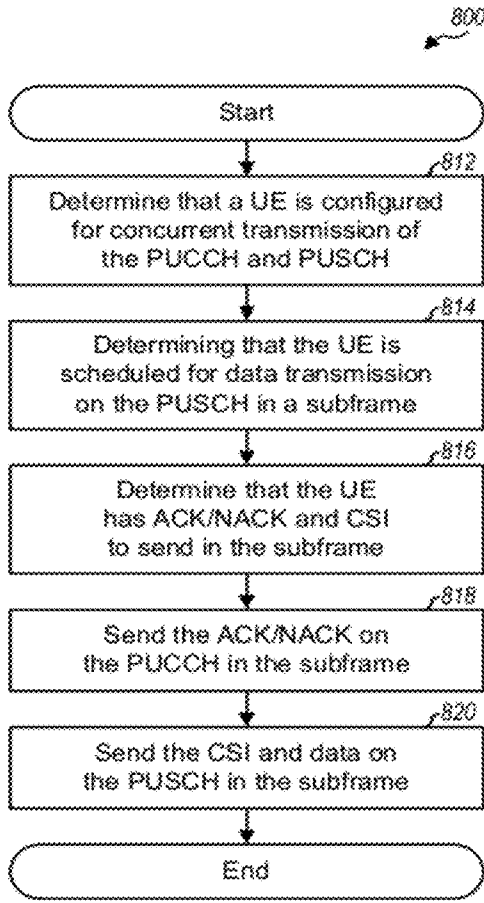 800
Start
812
Determine that a UE is configured
for concurrent transmission of
the PUCCH and PUSCH
814
Determining that the UE is
scheduled for data transmission
on the PUSCH in a subframe
816
Determine that the UE
has ACK/NACK and CSI
to send in the subframe
818
Send the ACK/NACK on
the PUCCH in the subframe
820
Send the CSI and data on
the PUSCH in the subframe
End